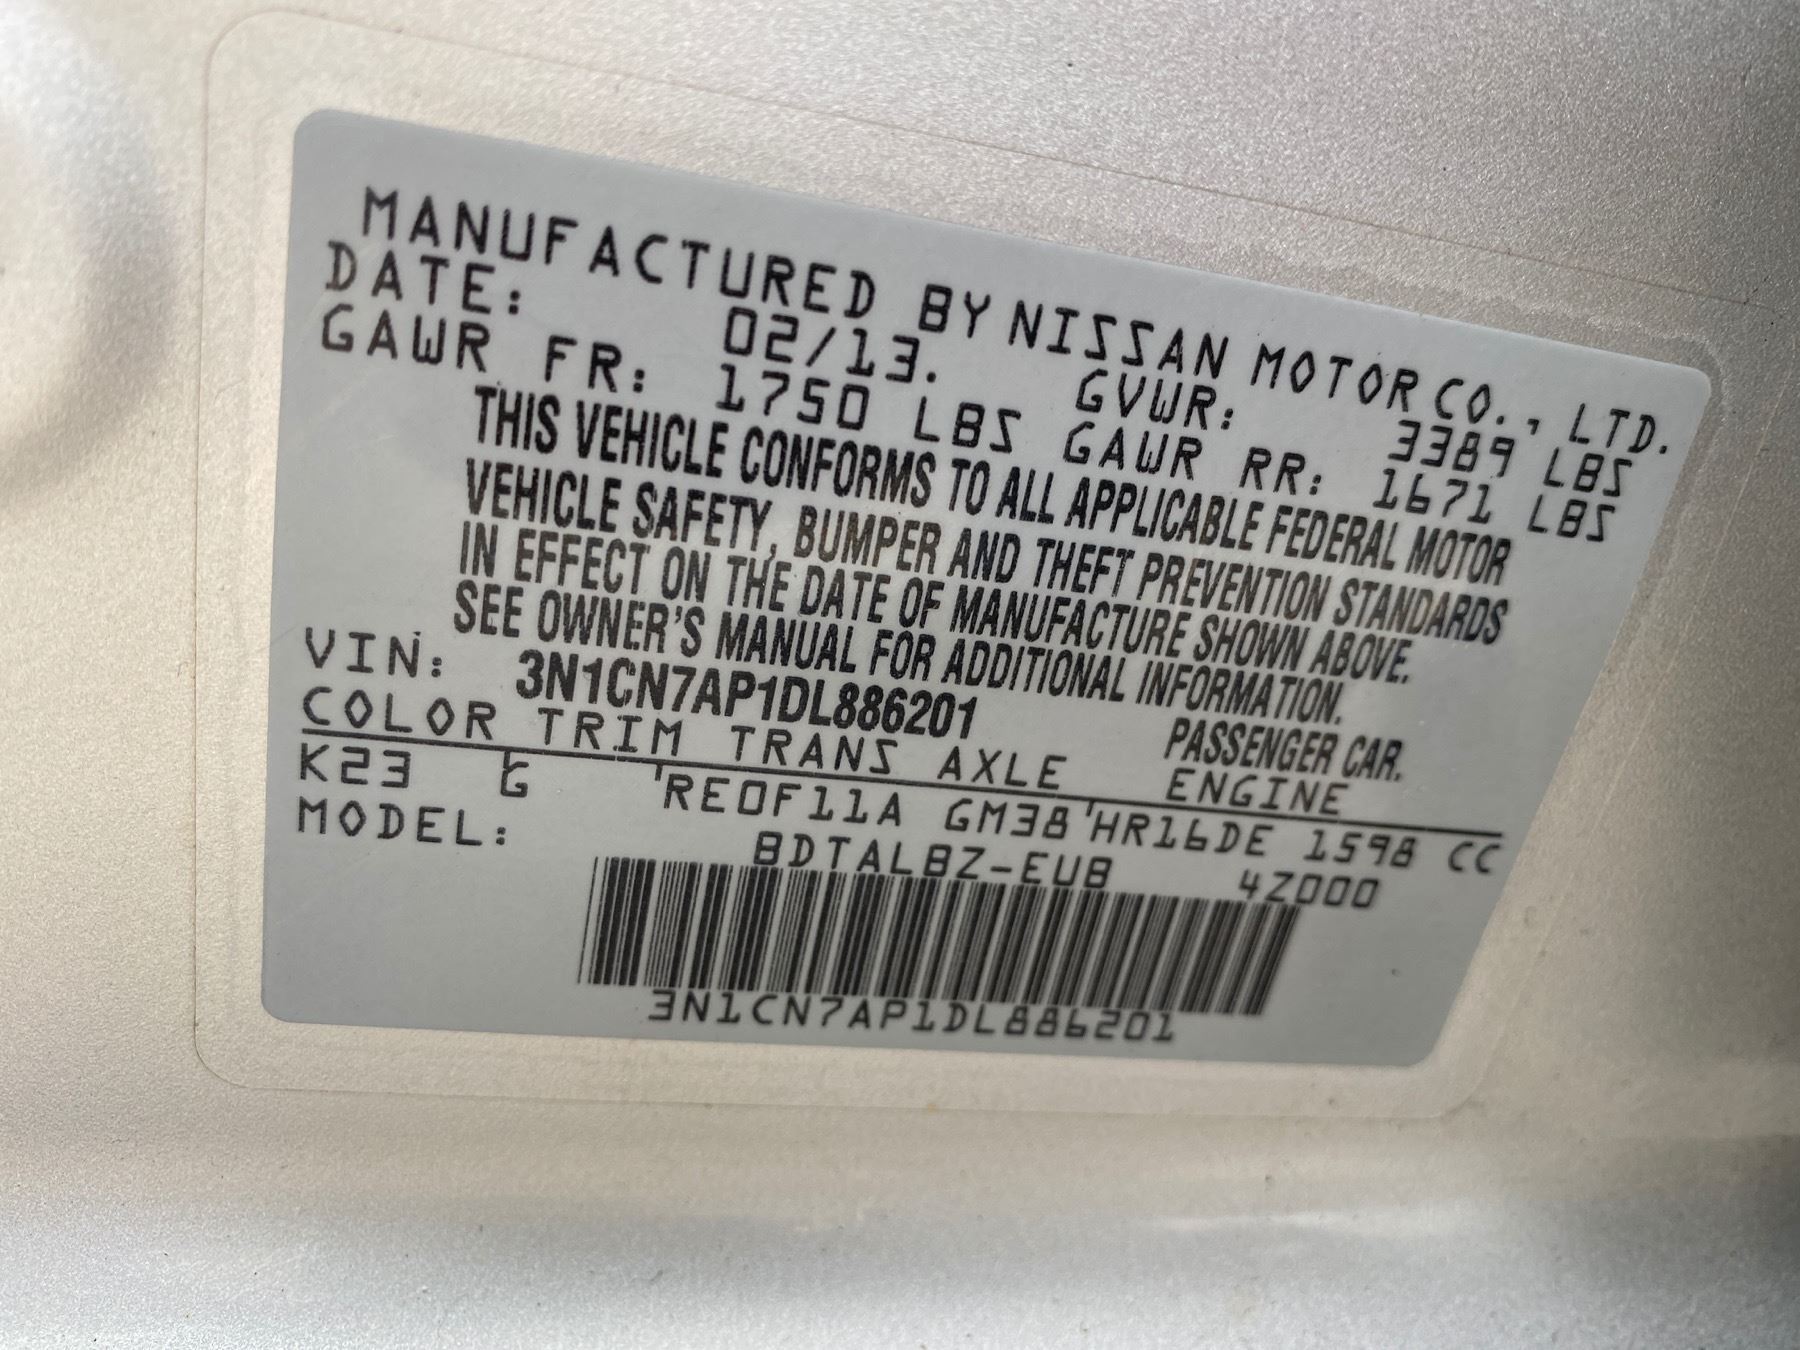 MANUFACTURED BY NISSAN MOTOR CO., LTD.
DATE: 02/13. GVWR: 3389 LBS
GAWR FR: 1750 LBS GAWR RR: 1671 LBS
THIS VEHICLE CONFORMS TO ALL APPLICABLE FEDERAL MOTOR
VEHICLE SAFETY, BUMPER AND THEFT PREVENTION STANDARDS
IN EFFECT ON THE DATE OF MANUFACTURE SHOWN ABOVE.
SEE OWNER'S MANUAL FOR ADDITIONAL INFORMATION.
VIN: 3N1CN7AP1DL886201 PASSENGER CAR.
COLOR TRIM TRANS AXLE ENGINE
K23 G 'RE0F11A GM38'HR16DE 1598 CC
MODEL: BDTALBZ-EUB 4Z000
3N1CN7AP1DL886201